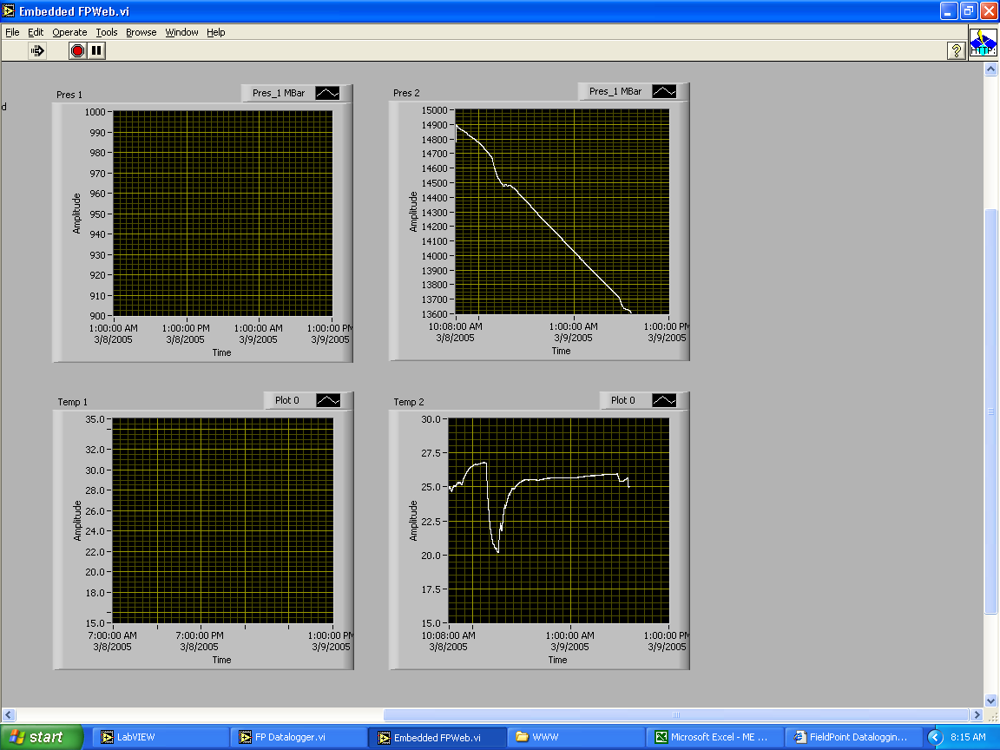 Embedded FPWeb.vi
File Edit Operate Tools Browse Window Help
?
HTTP:
d
Pres 1
Pres_1 MBar
1000
990
980
970
960
950
940
930
920
910
900
Amplitude
1:00:00 AM 1:00:00 PM 1:00:00 AM 1:00:00 PM
3/8/2005 3/8/2005 3/9/2005 3/9/2005
Time
Pres 2
Pres_1 MBar
15000
14900
14800
14700
14600
14500
14400
14300
14200
14100
14000
13900
13800
13700
13600
Amplitude
10:08:00 AM 1:00:00 AM 1:00:00 PM
3/8/2005 3/9/2005 3/9/2005
Time
Temp 1
Plot 0
35.0
32.0
30.0
28.0
26.0
24.0
22.0
20.0
18.0
15.0
Amplitude
7:00:00 AM 7:00:00 PM 1:00:00 PM
3/8/2005 3/8/2005 3/9/2005
Time
Temp 2
Plot 0
30.0
27.5
25.0
22.5
20.0
17.5
15.0
Amplitude
10:08:00 AM 1:00:00 AM 1:00:00 PM
3/8/2005 3/9/2005 3/9/2005
Time
start LabVIEW FP Datalogger.vi Embedded FPWeb.vi WWW Microsoft Excel - ME ... FieldPoint Dataloggin... 8:15 AM